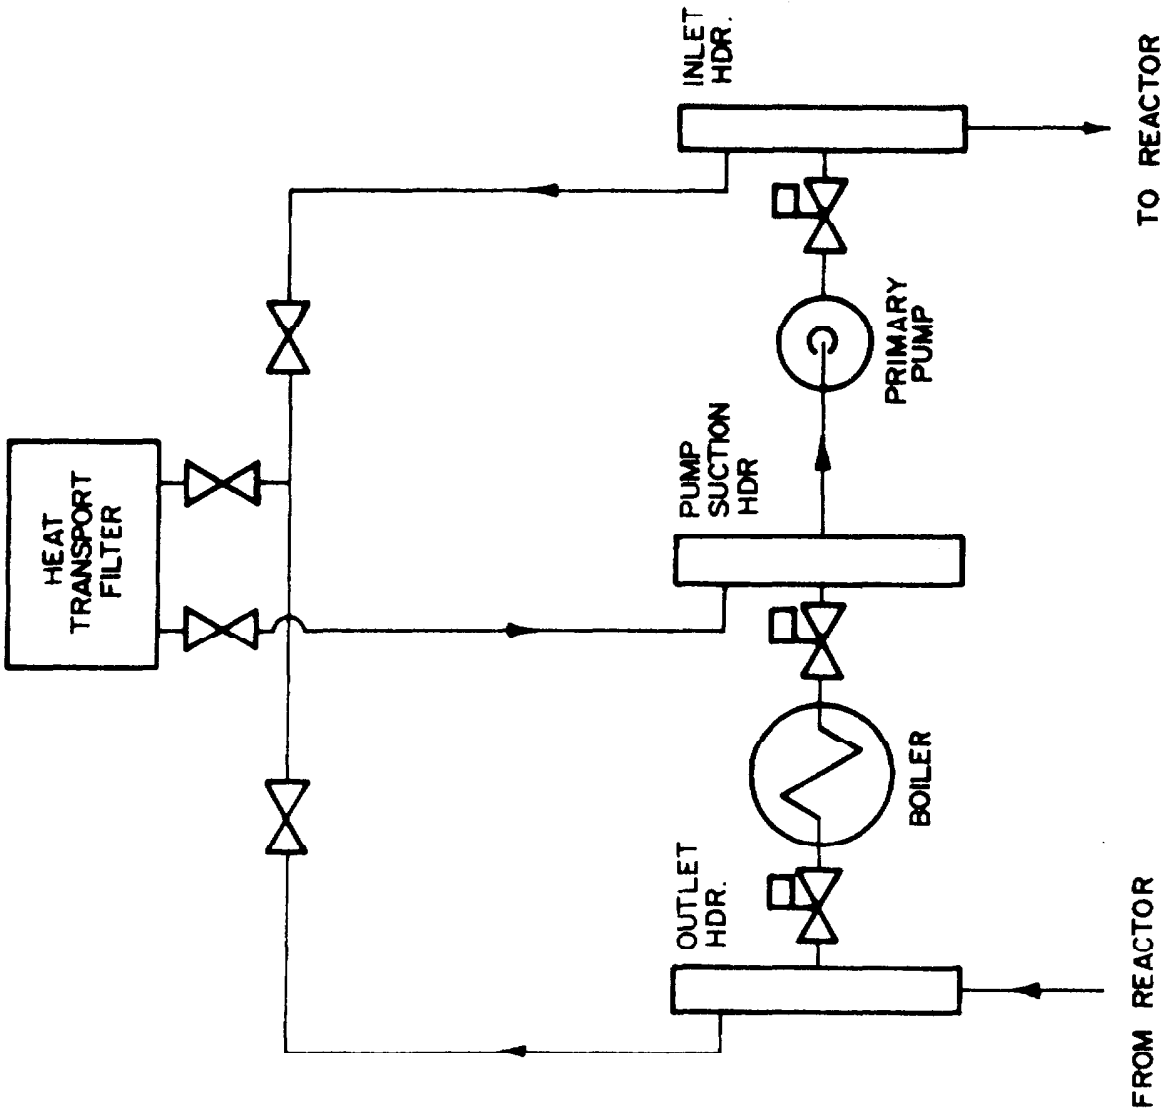 HEAT
TRANSPORT
FILTER
OUTLET
HDR.
BOILER
PUMP
SUCTION
HDR
PRIMARY
PUMP
INLET
HDR.
FROM REACTOR
TO REACTOR